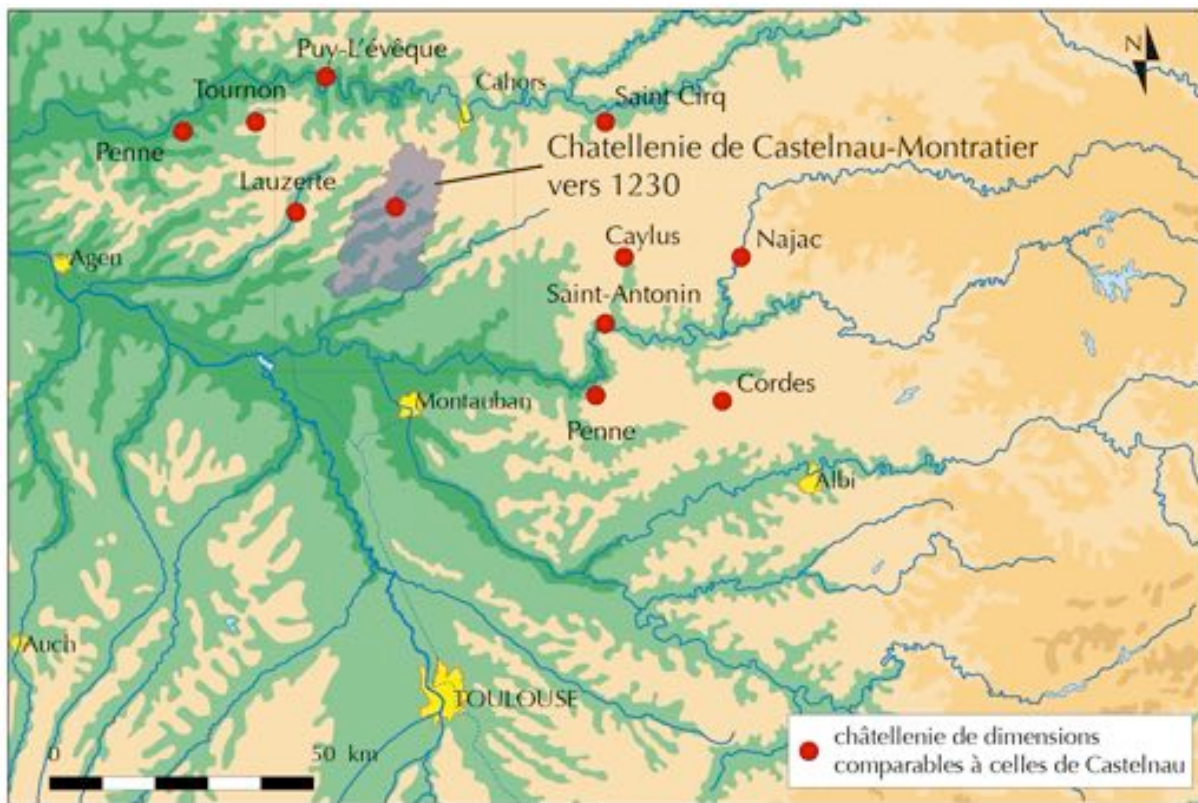 N
Puy-L'évêque
Cahors
Tournon
Saint Cirq
Penne
Chatellenie de Castelnau-Montratier
vers 1230
Lauzerte
Caylus
Najac
Agen
Saint-Antonin
Cordes
Montauban
Penne
Albi
Auch
TOULOUSE
0 50 km
châtellenie de dimensions
comparables à celles de Castelnau